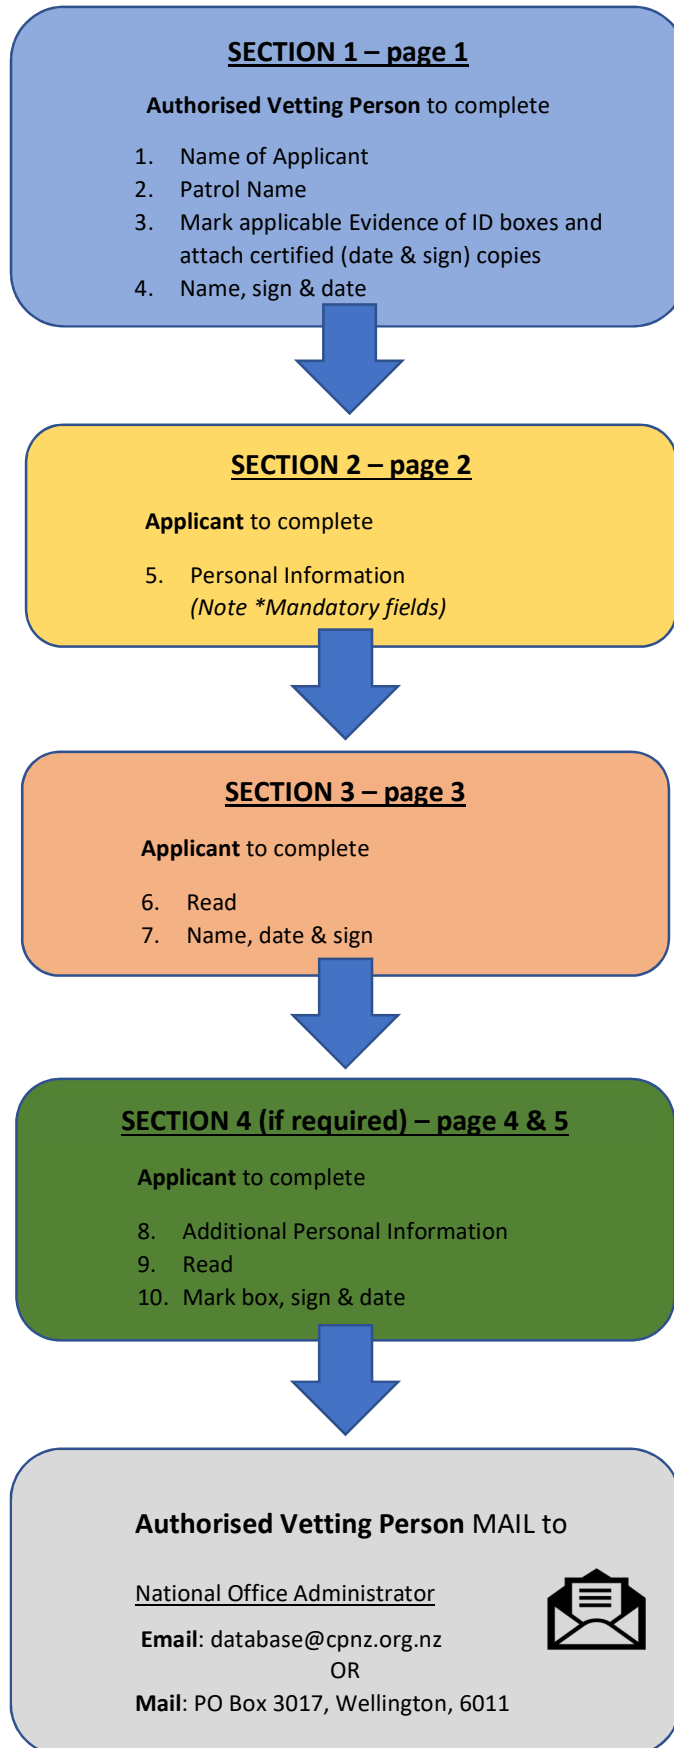 SECTION 1 – page 1
Authorised Vetting Person to complete
1. Name of Applicant
2. Patrol Name
3. Mark applicable Evidence of ID boxes and
attach certified (date & sign) copies
4. Name, sign & date
SECTION 2 – page 2
Applicant to complete
5. Personal Information
(Note *Mandatory fields)
SECTION 3 – page 3
Applicant to complete
6. Read
7. Name, date & sign
SECTION 4 (if required) – page 4 & 5
Applicant to complete
8. Additional Personal Information
9. Read
10. Mark box, sign & date
Authorised Vetting Person MAIL to
National Office Administrator
Email: database@cpnz.org.nz
OR
Mail: PO Box 3017, Wellington, 6011